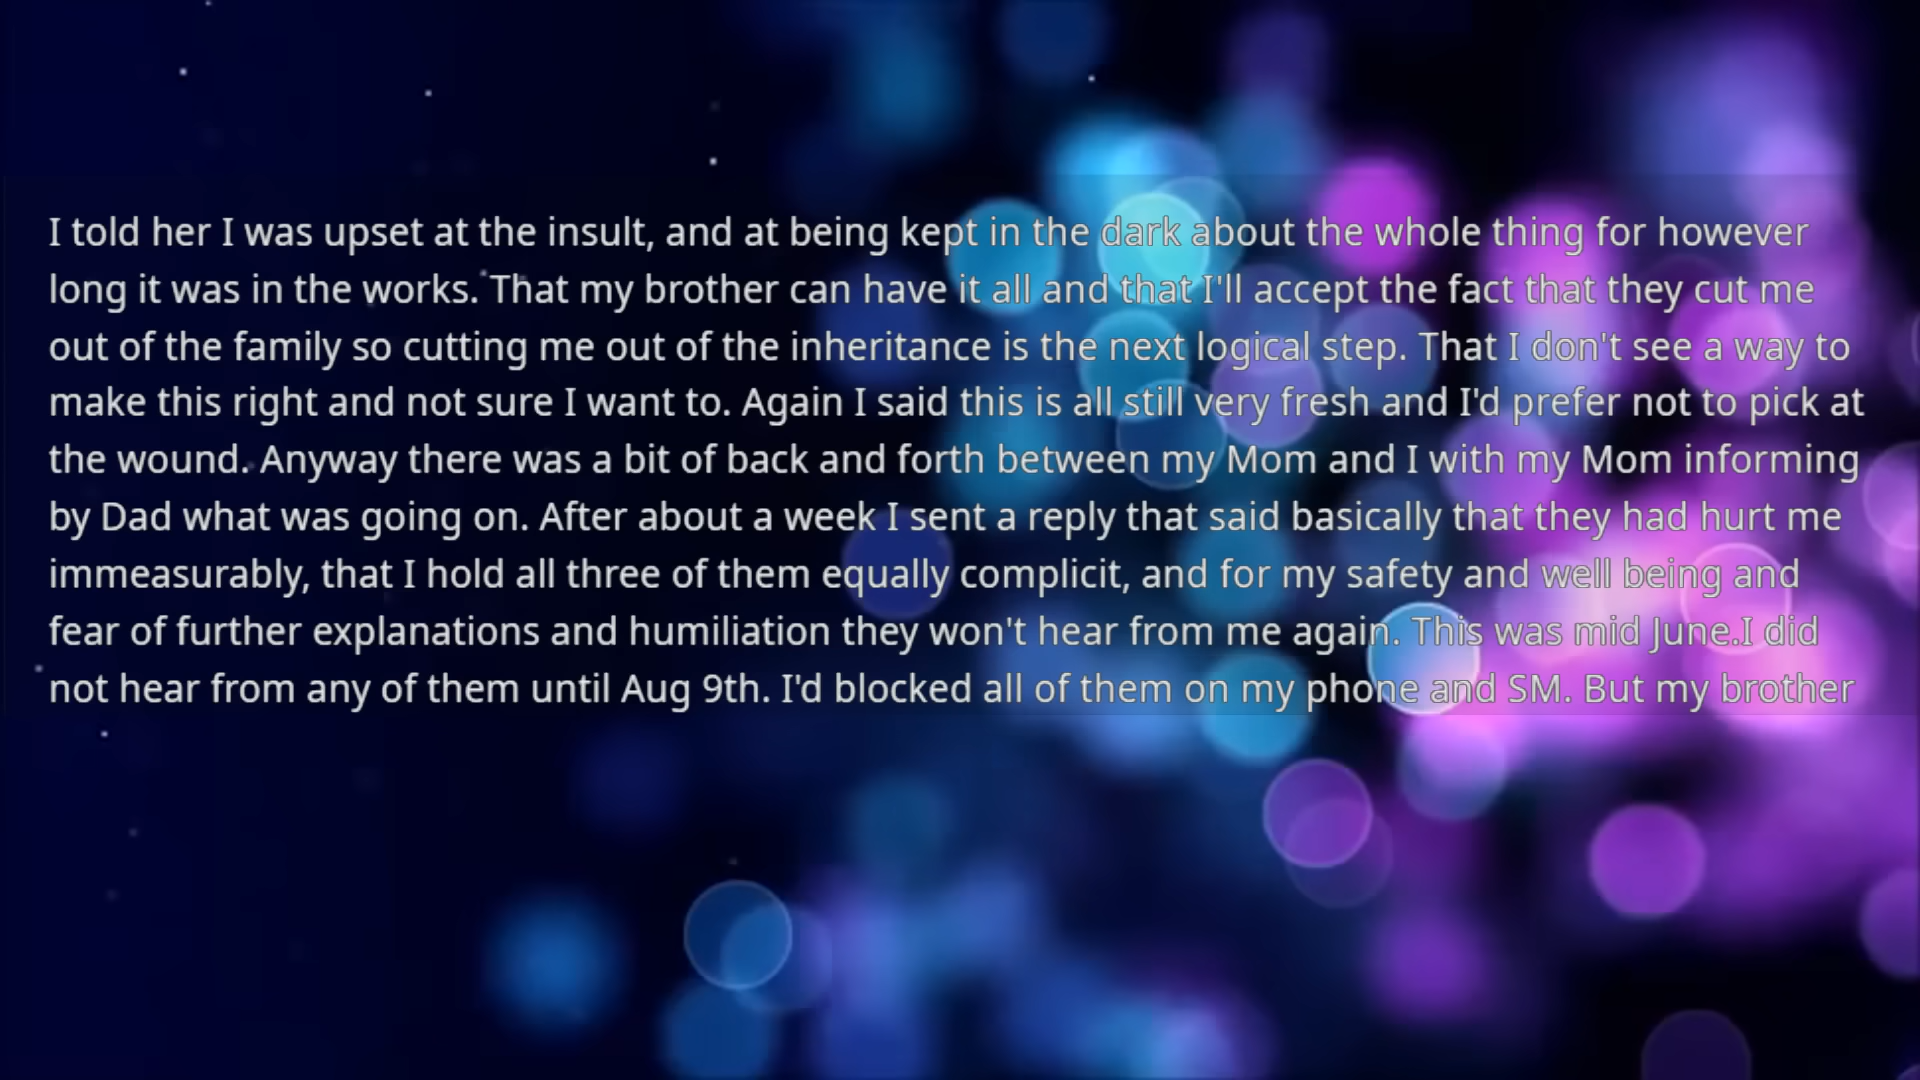 I told her I was upset at the insult, and at being kept in the dark about the whole thing for however
long it was in the works. That my brother can have it all and that I'll accept the fact that they cut me
out of the family so cutting me out of the inheritance is the next logical step. That I don't see a way to
make this right and not sure I want to. Again I said this is all still very fresh and I'd prefer not to pick at
the wound. Anyway there was a bit of back and forth between my Mom and I with my Mom informing
by Dad what was going on. After about a week I sent a reply that said basically that they had hurt me
immeasurably, that I hold all three of them equally complicit, and for my safety and well being and
fear of further explanations and humiliation they won't hear from me again. This was mid June.I did
not hear from any of them until Aug 9th. I'd blocked all of them on my phone and SM. But my brother